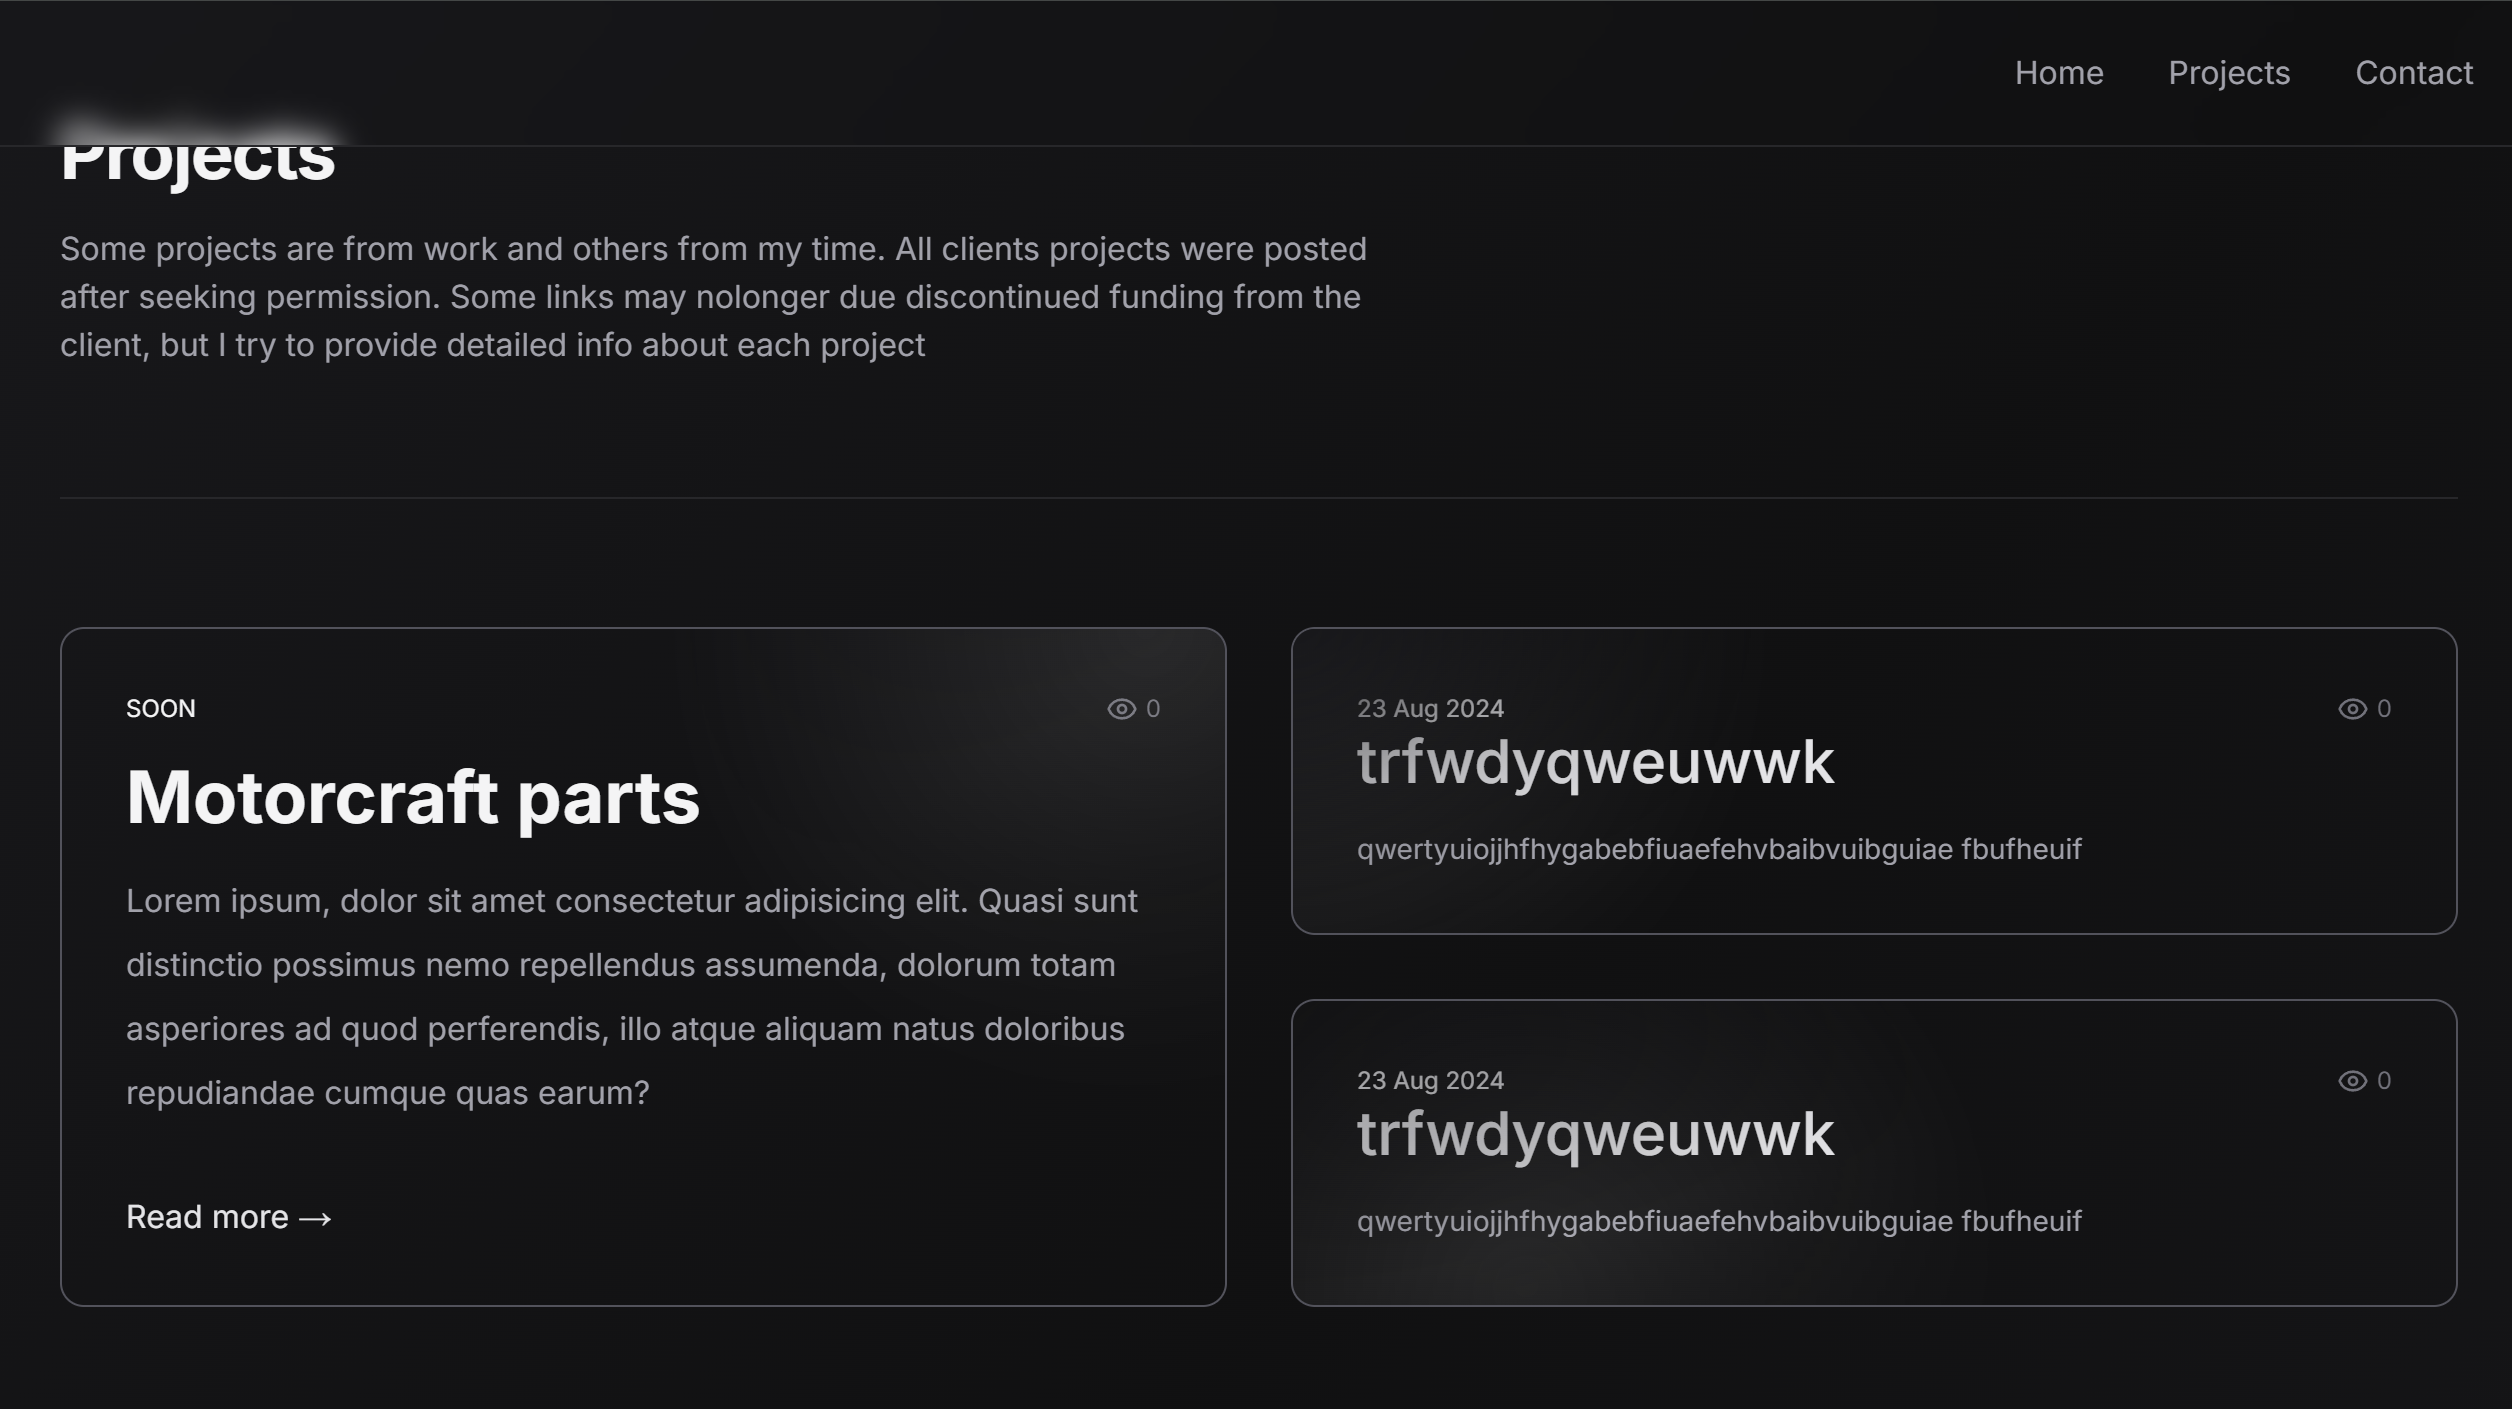 Home Projects Contact
Projects
Some projects are from work and others from my time. All clients projects were posted
after seeking permission. Some links may nolonger due discontinued funding from the
client, but I try to provide detailed info about each project
SOON 0
Motorcraft parts
Lorem ipsum, dolor sit amet consectetur adipisicing elit. Quasi sunt
distinctio possimus nemo repellendus assumenda, dolorum totam
asperiores ad quod perferendis, illo atque aliquam natus doloribus
repudiandae cumque quas earum?
Read more →
23 Aug 2024 0
trfwdyqweuwwk
qwertyuiojjhfhygabebfiuaefehvbaibvuibguiae fbufheuif
23 Aug 2024 0
trfwdyqweuwwk
qwertyuiojjhfhygabebfiuaefehvbaibvuibguiae fbufheuif